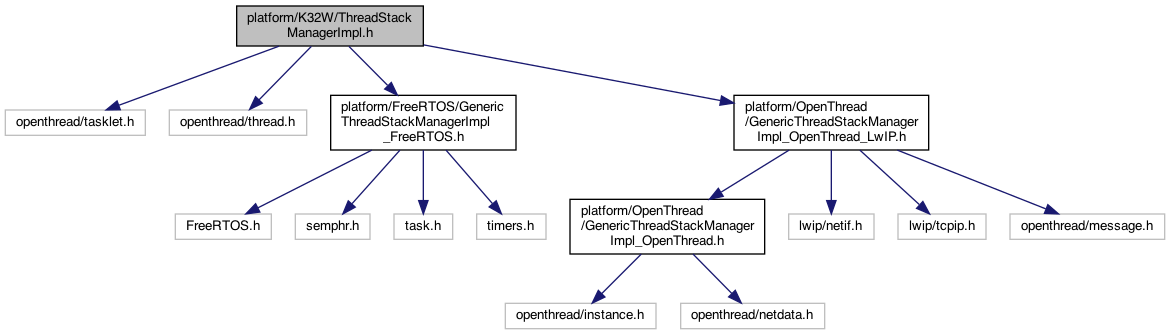 platform/K32W/ThreadStack
ManagerImpl.h
openthread/tasklet.h
openthread/thread.h
platform/FreeRTOS/Generic
ThreadStackManagerImpl
_FreeRTOS.h
platform/OpenThread
/GenericThreadStackManager
Impl_OpenThread_LwIP.h
FreeRTOS.h
semphr.h
task.h
timers.h
platform/OpenThread
/GenericThreadStackManager
Impl_OpenThread.h
lwip/netif.h
lwip/tcpip.h
openthread/message.h
openthread/instance.h
openthread/netdata.h